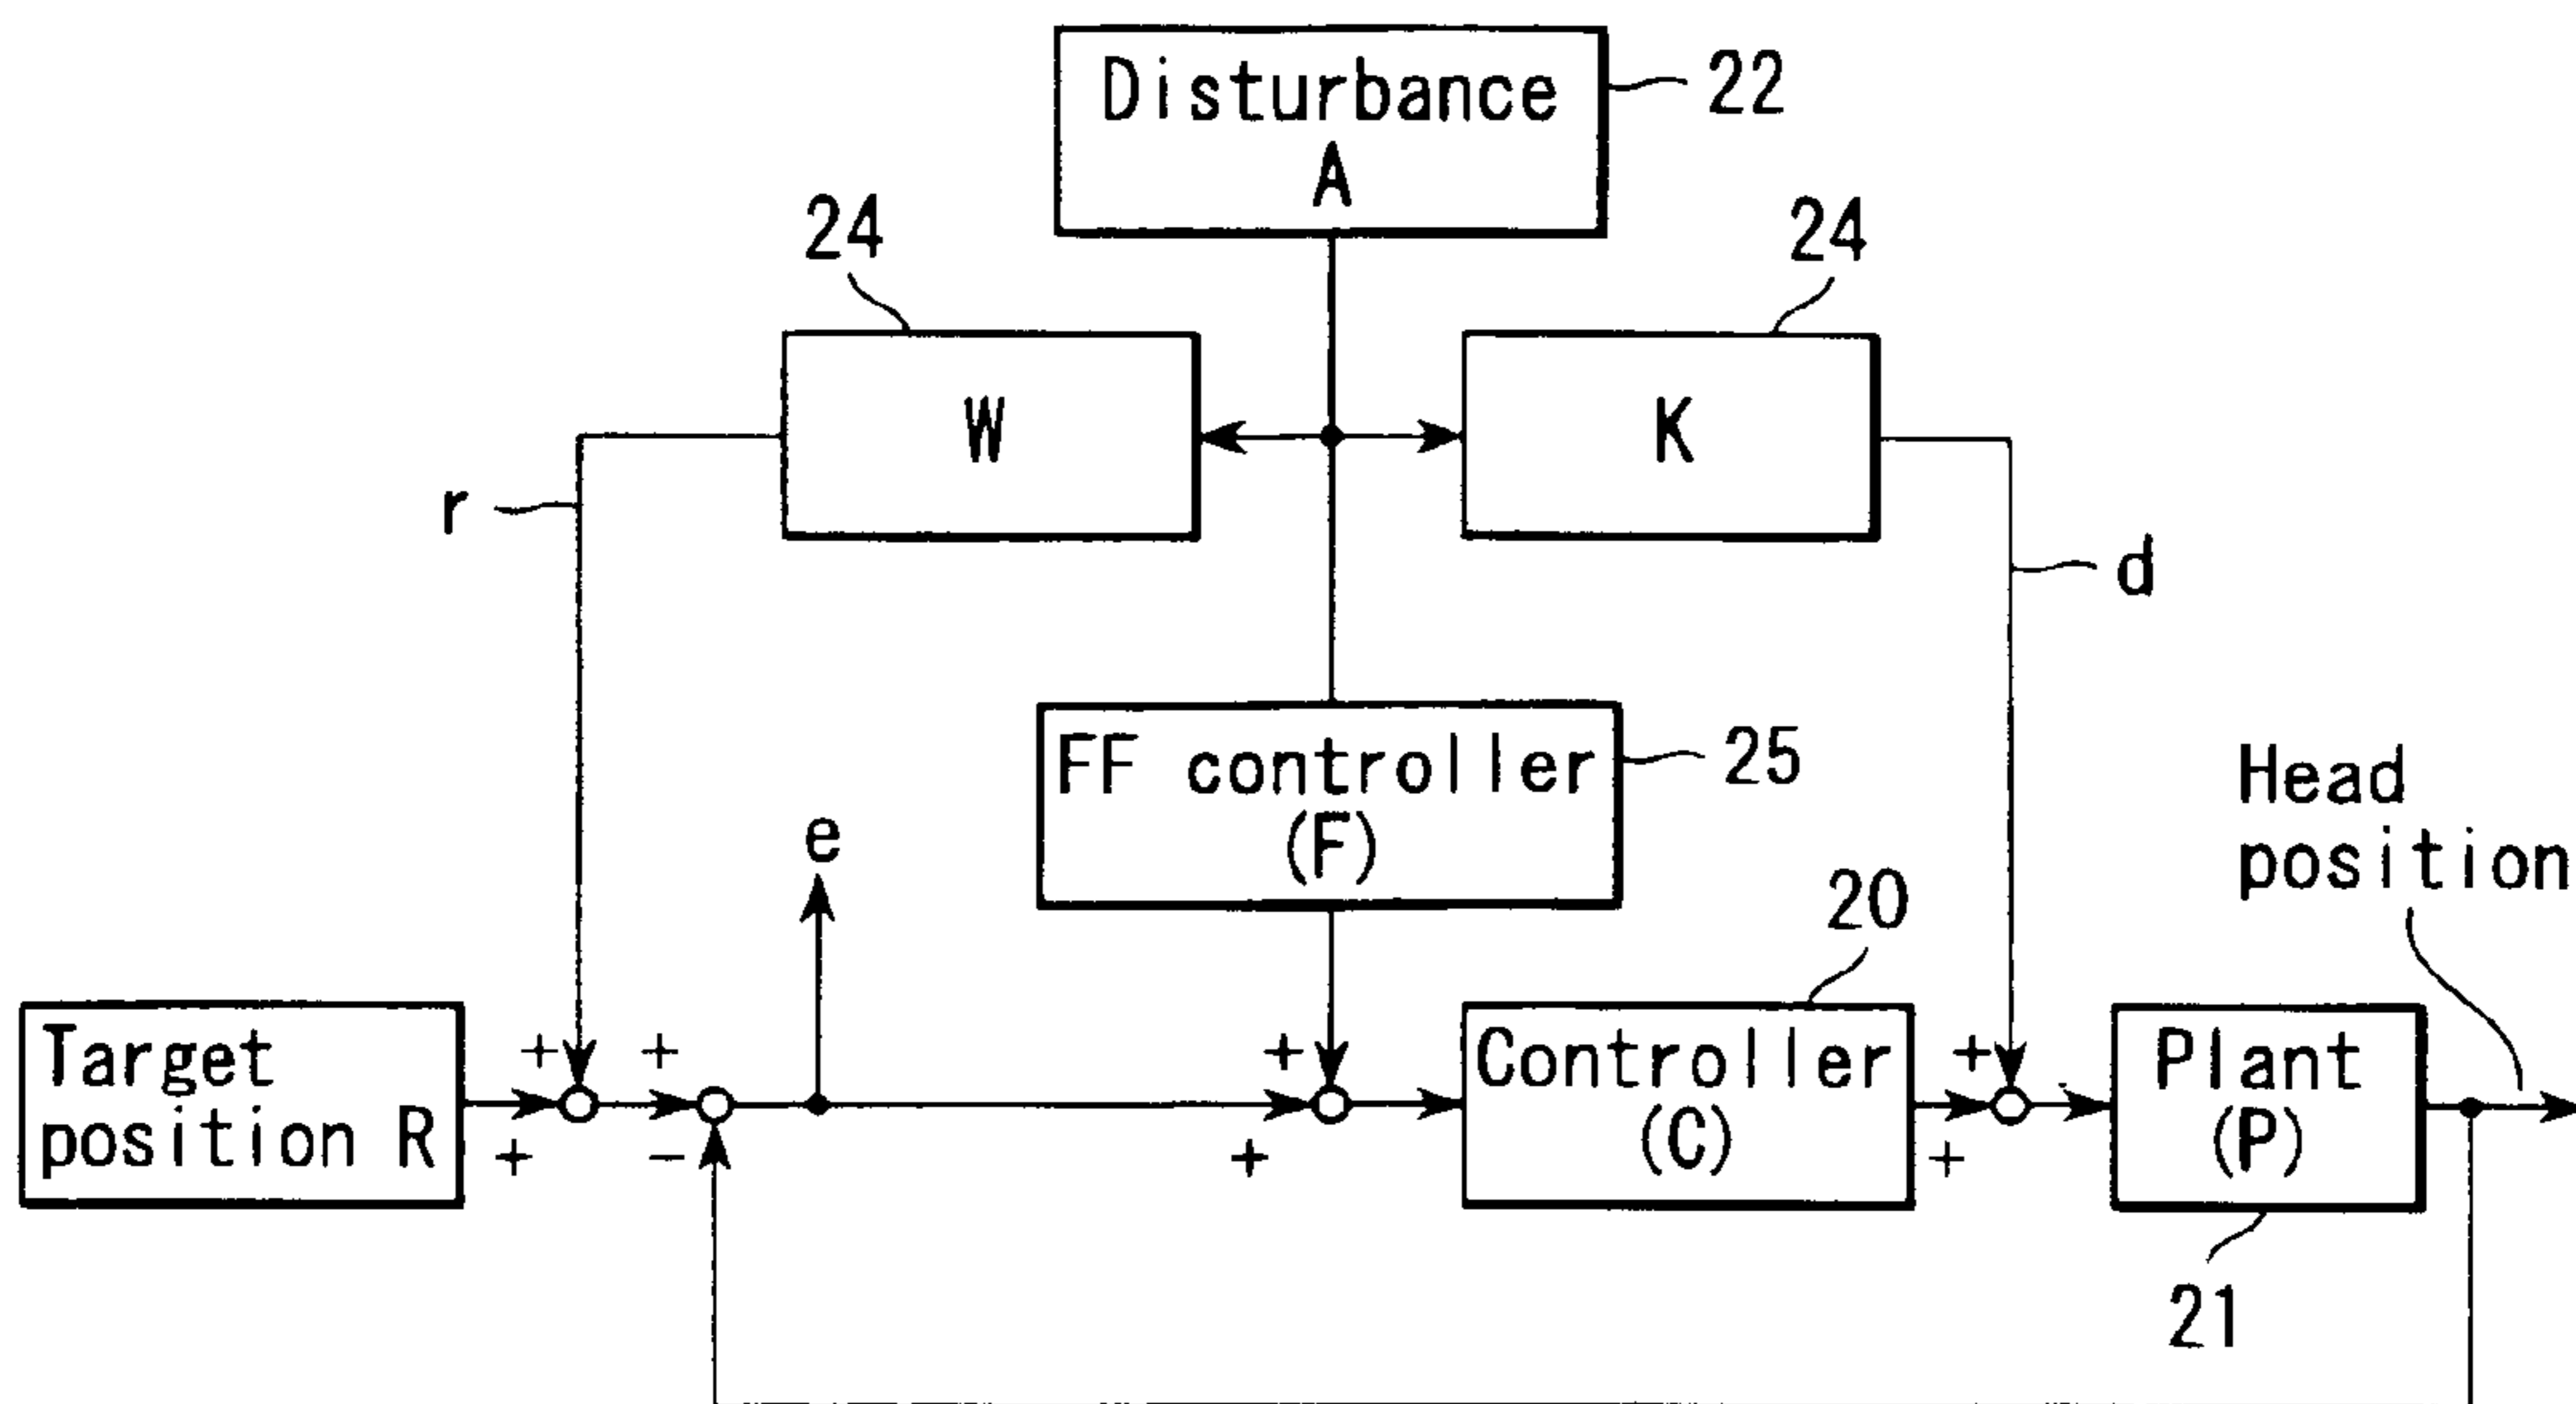 Disturbance
A
22
24
24
W
K
r
d
FF controller
(F)
25
Head
position
e
20
Target
position R
+
+
+
-
+
+
Controller
(C)
+
+
Plant
(P)
21